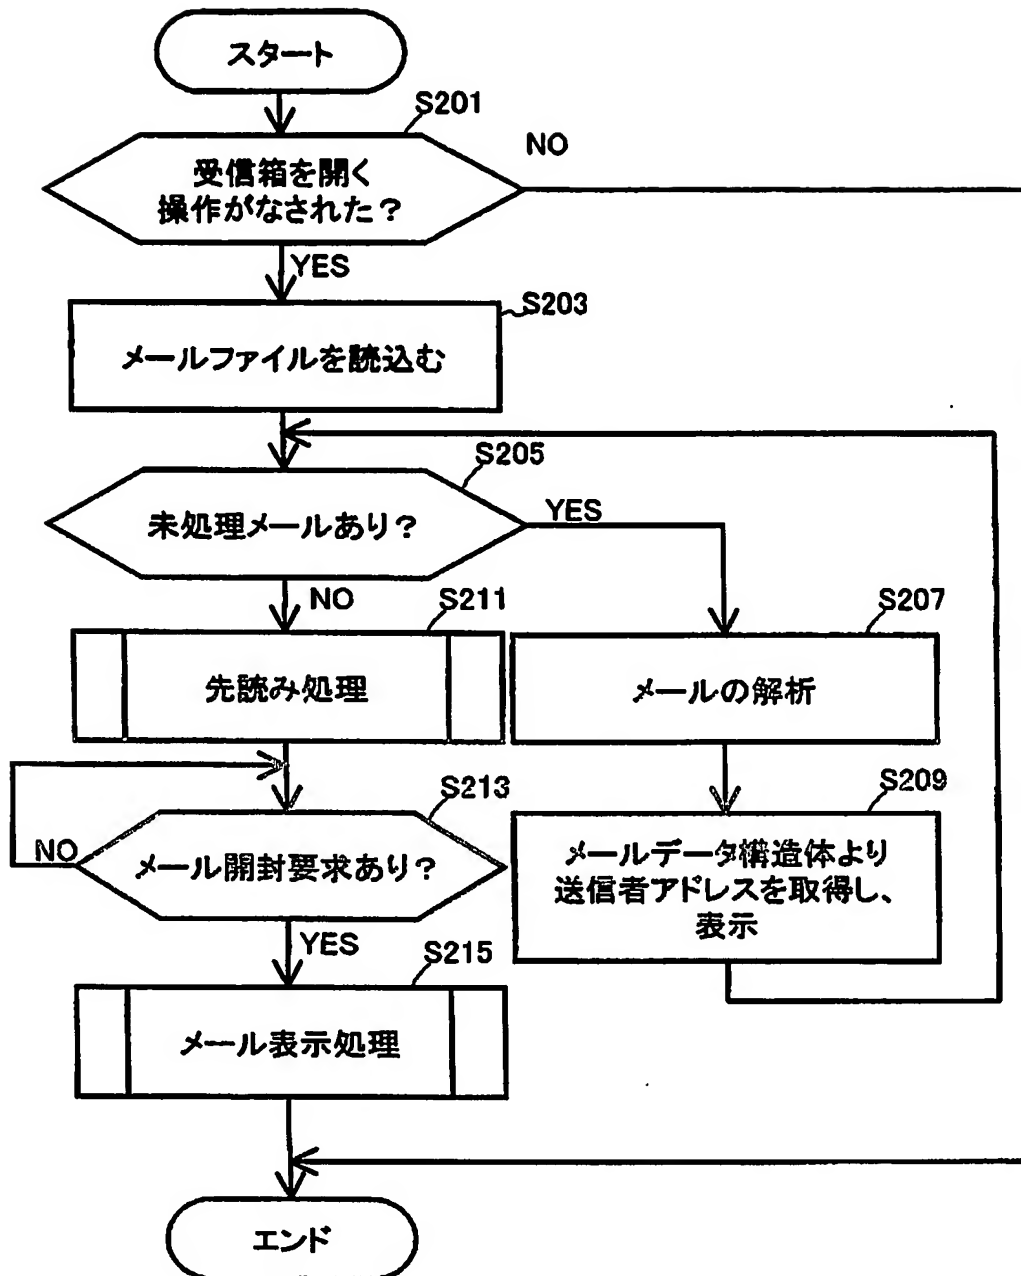 スタート
S201
NO
受信箱を開く
操作がなされた?
YES
S203
メールファイルを読込む
S205
未処理メールあり?
YES
NO
S211
S207
先読み処理
メールの解析
S213
S209
NO
メール開封要求あり?
メールデータ構造体より
送信者アドレスを取得し、
表示
YES
S215
メール表示処理
エンド